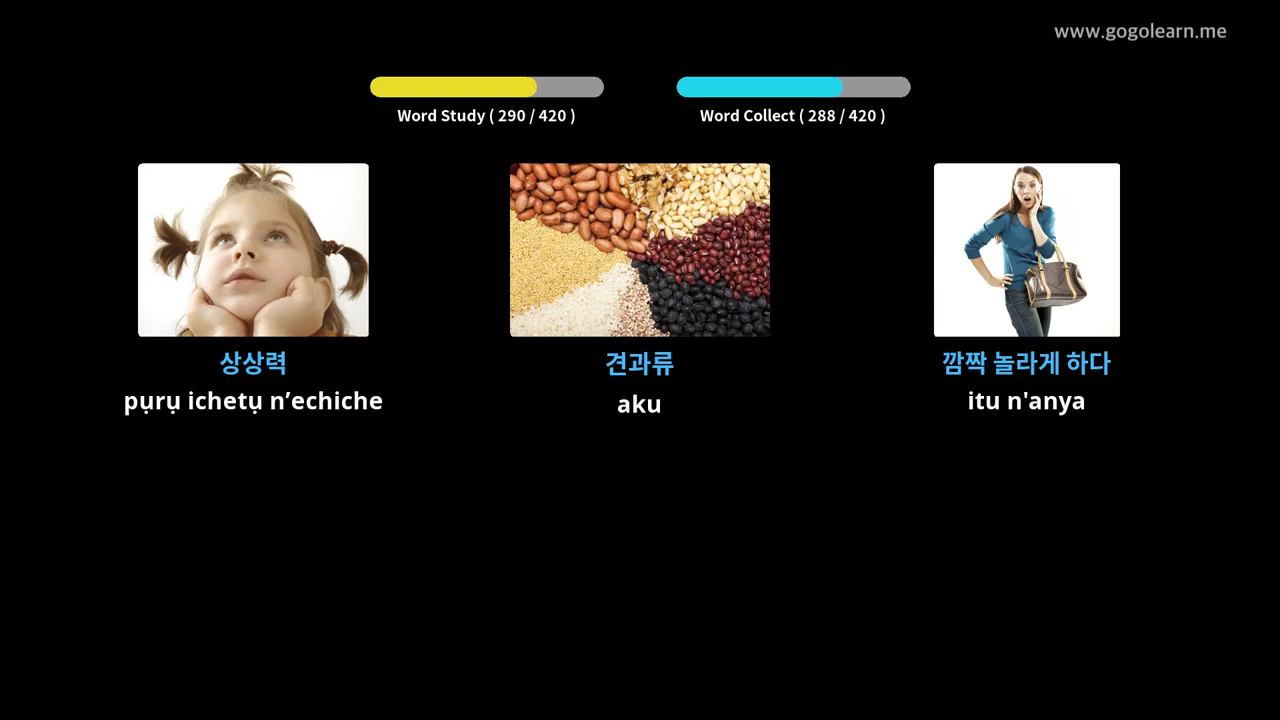 www.gogolearn.me
Word Study ( 290 / 420 )
Word Collect ( 288 / 420 )
상상력
견과류
깜짝 놀라게 하다
pụrụ ichetụ n’echiche
aku
itu n'anya